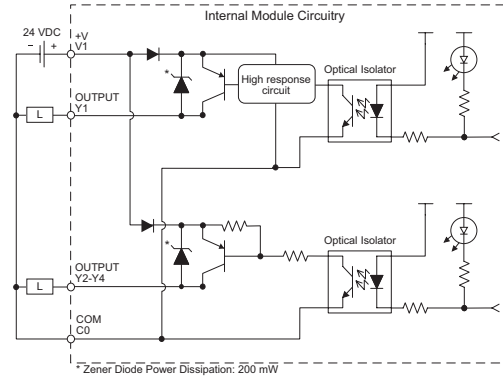 Internal Module Circuitry
24 VDC
− +
+V
V1
*
High response
circuit
Optical Isolator
OUTPUT
Y1
L
*
Optical Isolator
OUTPUT
Y2-Y4
L
COM
C0
* Zener Diode Power Dissipation: 200 mW